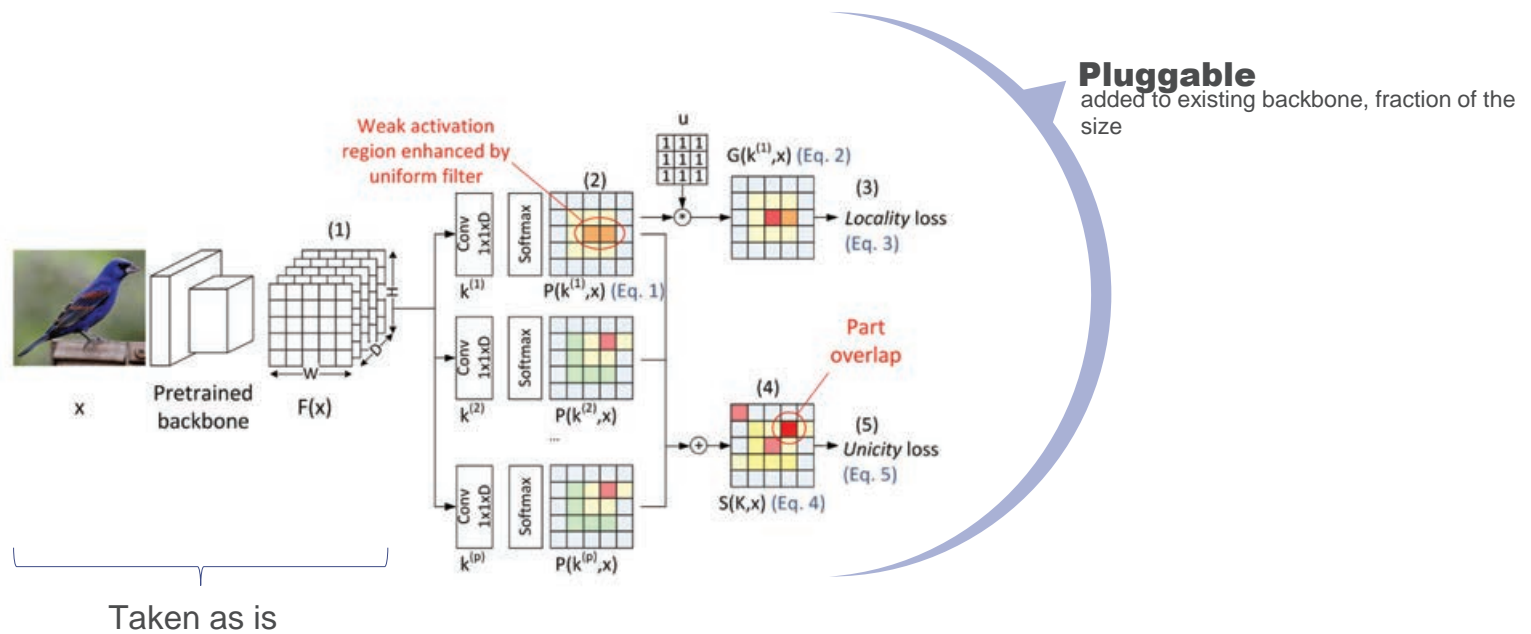 Pluggable
added to existing backbone, fraction of the
size
Weak activation
region enhanced by
uniform filter
u
1 1 1
1 1 1
1 1 1
G(k^(1),x) (Eq. 2)
(1)
(2)
(3)
Conv
1x1xD
Softmax
Locality loss
(Eq. 3)
H
D
W
k^(1)
P(k^(1),x) (Eq. 1)
x
Pretrained
backbone
F(x)
Conv
1x1xD
Softmax
k^(2)
P(k^(2),x)
...
Part
overlap
(4)
(5)
Unicity loss
(Eq. 5)
S(K,x) (Eq. 4)
Conv
1x1xD
Softmax
k^(p)
P(k^(p),x)
Taken as is